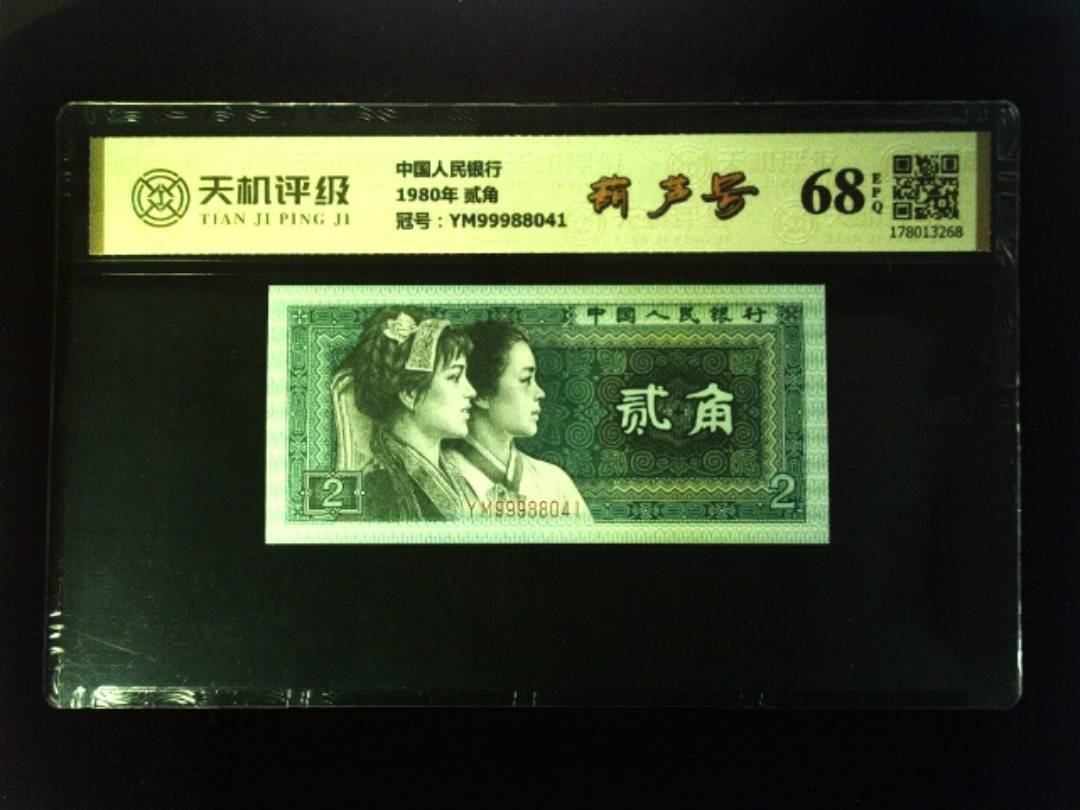 天机评级
TIAN JI PING JI
中国人民银行
1980年 贰角
冠号：YM99988041
葫芦号
68
EPQ
178013268
中国人民银行
贰角
2
YM99988041
2